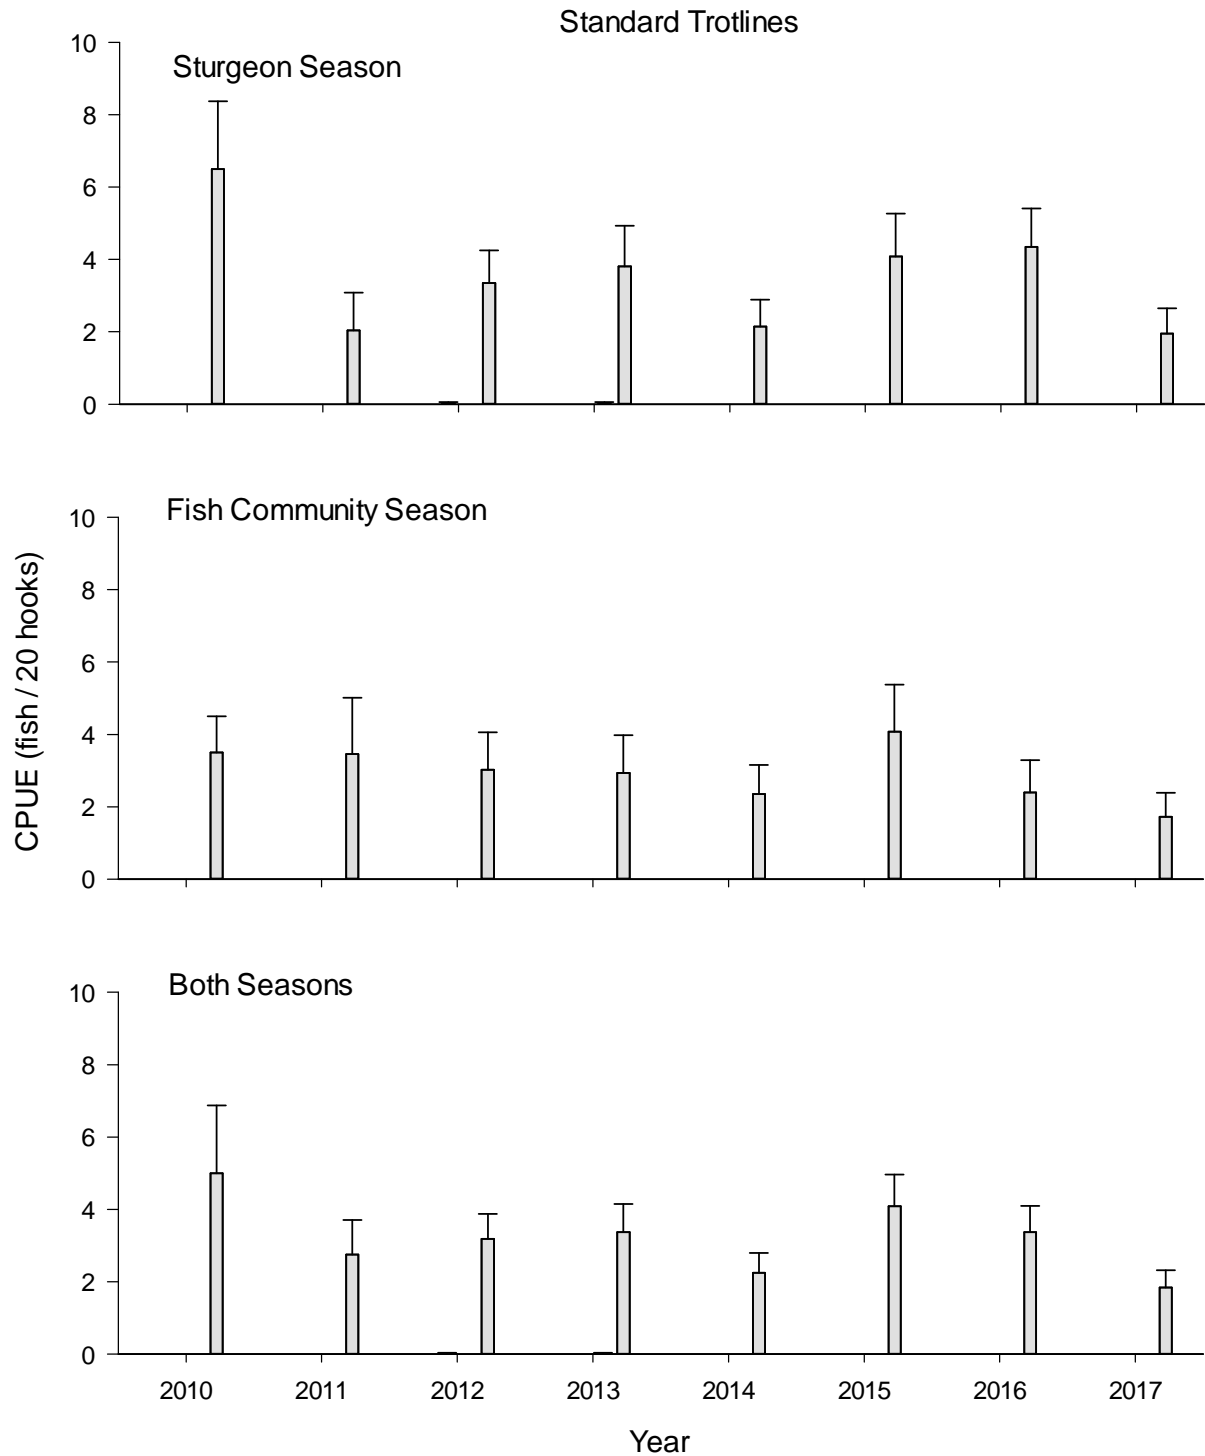 Standard Trotlines
10
Sturgeon Season
8
6
4
2
0
Fish Community Season
10
8
6
4
2
0
CPUE (fish / 20 hooks)
Both Seasons
10
8
6
4
2
0
2010 2011 2012 2013 2014 2015 2016 2017
Year